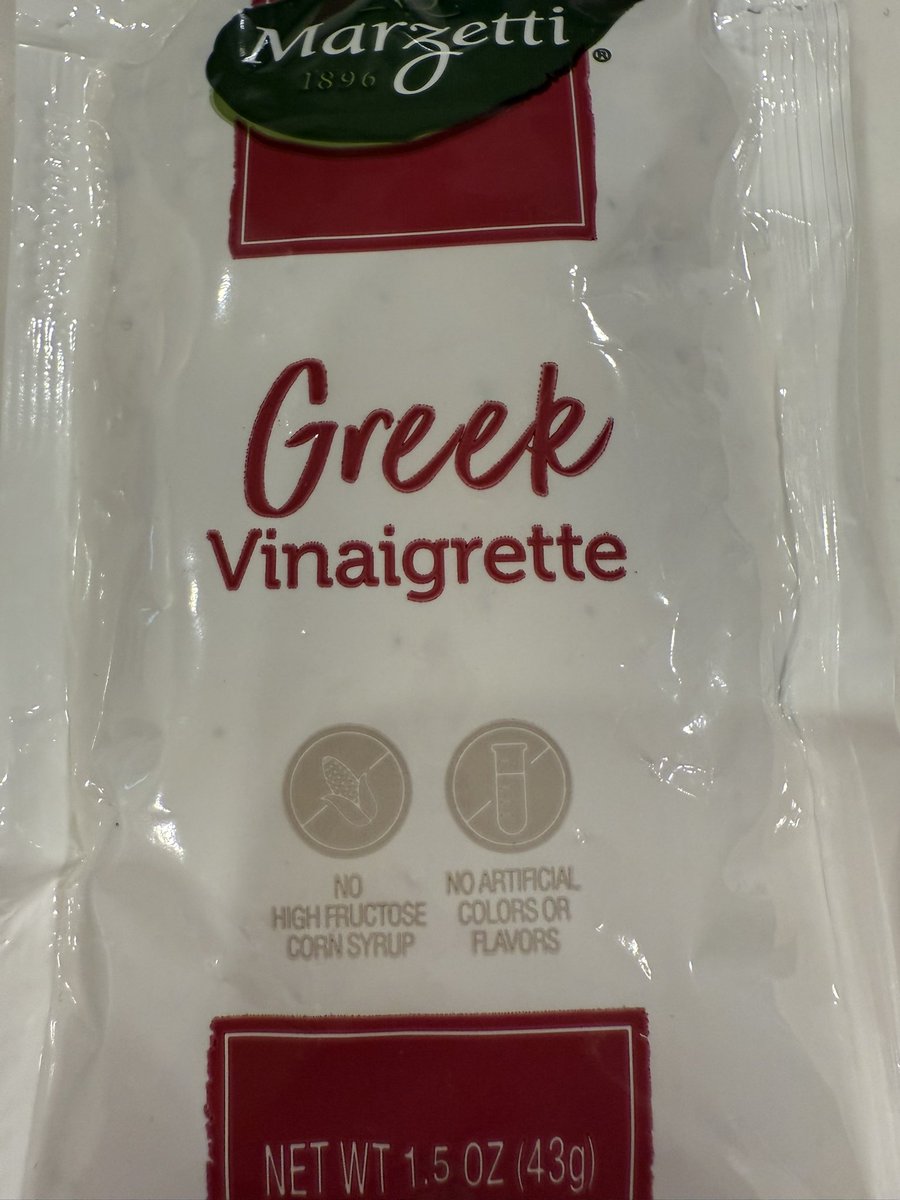 Marzetti
®
1896
Greek
Vinaigrette
NO
HIGH FRUCTOSE
CORN SYRUP
NO ARTIFICIAL
COLORS OR
FLAVORS
NET WT 1.5 OZ (43g)